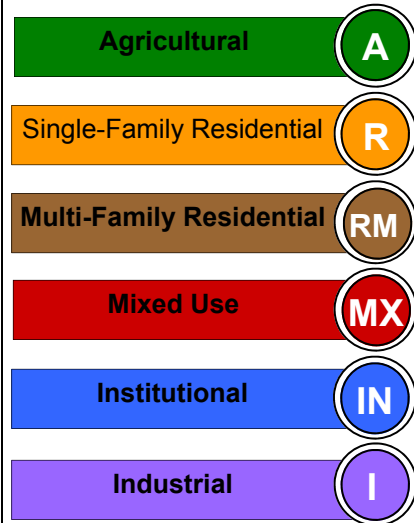 Agricultural A
Single-Family Residential R
Multi-Family Residential RM
Mixed Use MX
Institutional IN
Industrial I